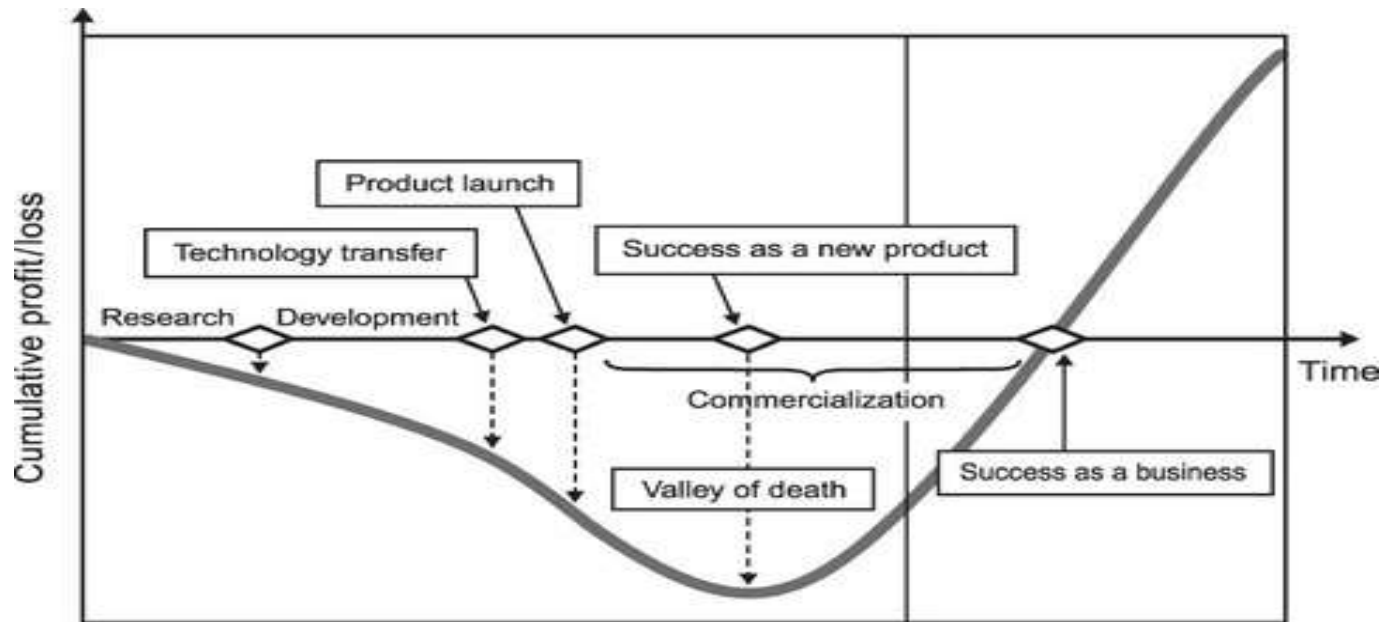 Cumulative profit/loss
Product launch
Technology transfer
Success as a new product
Research
Development
Time
Commercialization
Valley of death
Success as a business